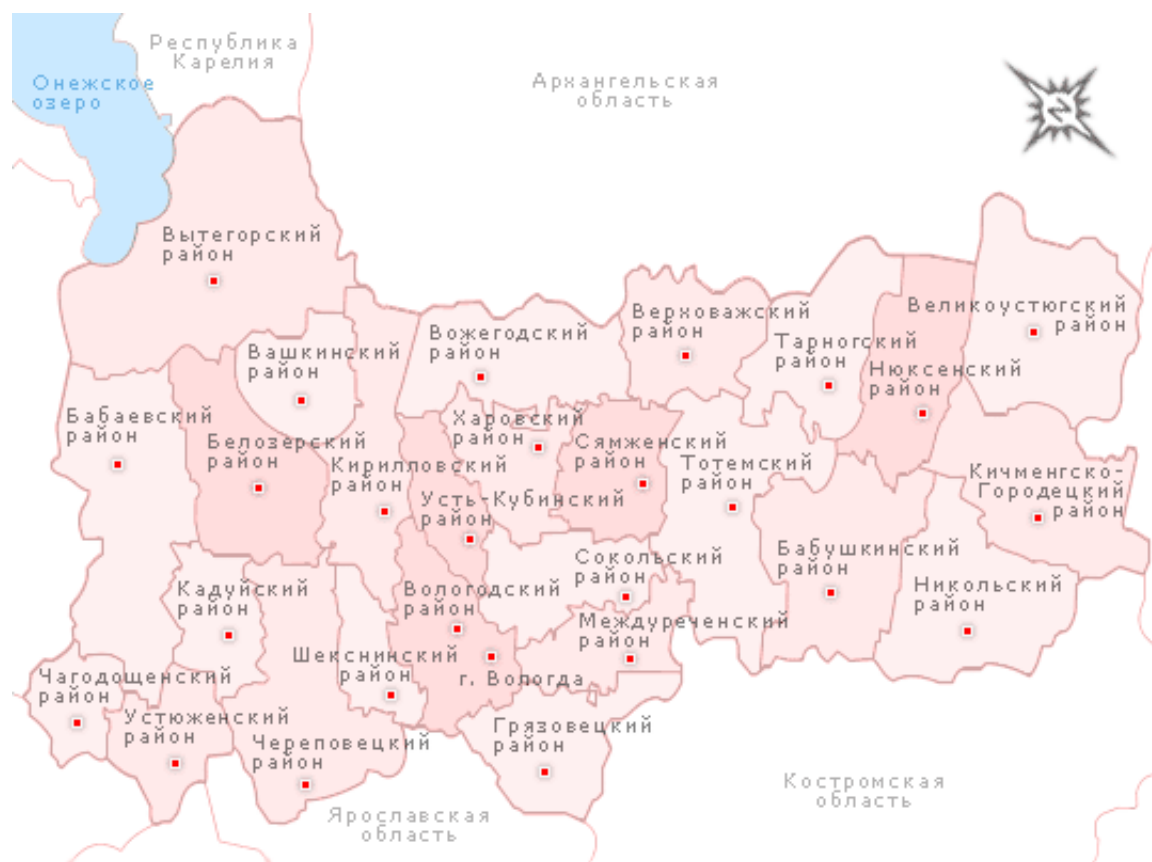 Республика
Карелия
Онежское
озеро
Архангельская
область
Вытегорский
район
Великоустюгский
район
Верховажский
район
Вожегодский
район
Тарногский
район
Вашкинский
район
Нюксенский
район
Бабаевский
район
Харовский
район
Белозерский
район
Сямженский
район
Кирилловский
район
Тотемский
район
Кичменгско-
Городецкий
район
Усть-Кубинский
район
Сокольский
район
Бабушкинский
район
Кадуйский
район
Вологодский
район
Никольский
район
Междуреченский
район
Шекснинский
район
г. Вологда
Чагодощенский
район
Устюженский
район
Грязовецкий
район
Череповецкий
район
Костромская
область
Ярославская
область